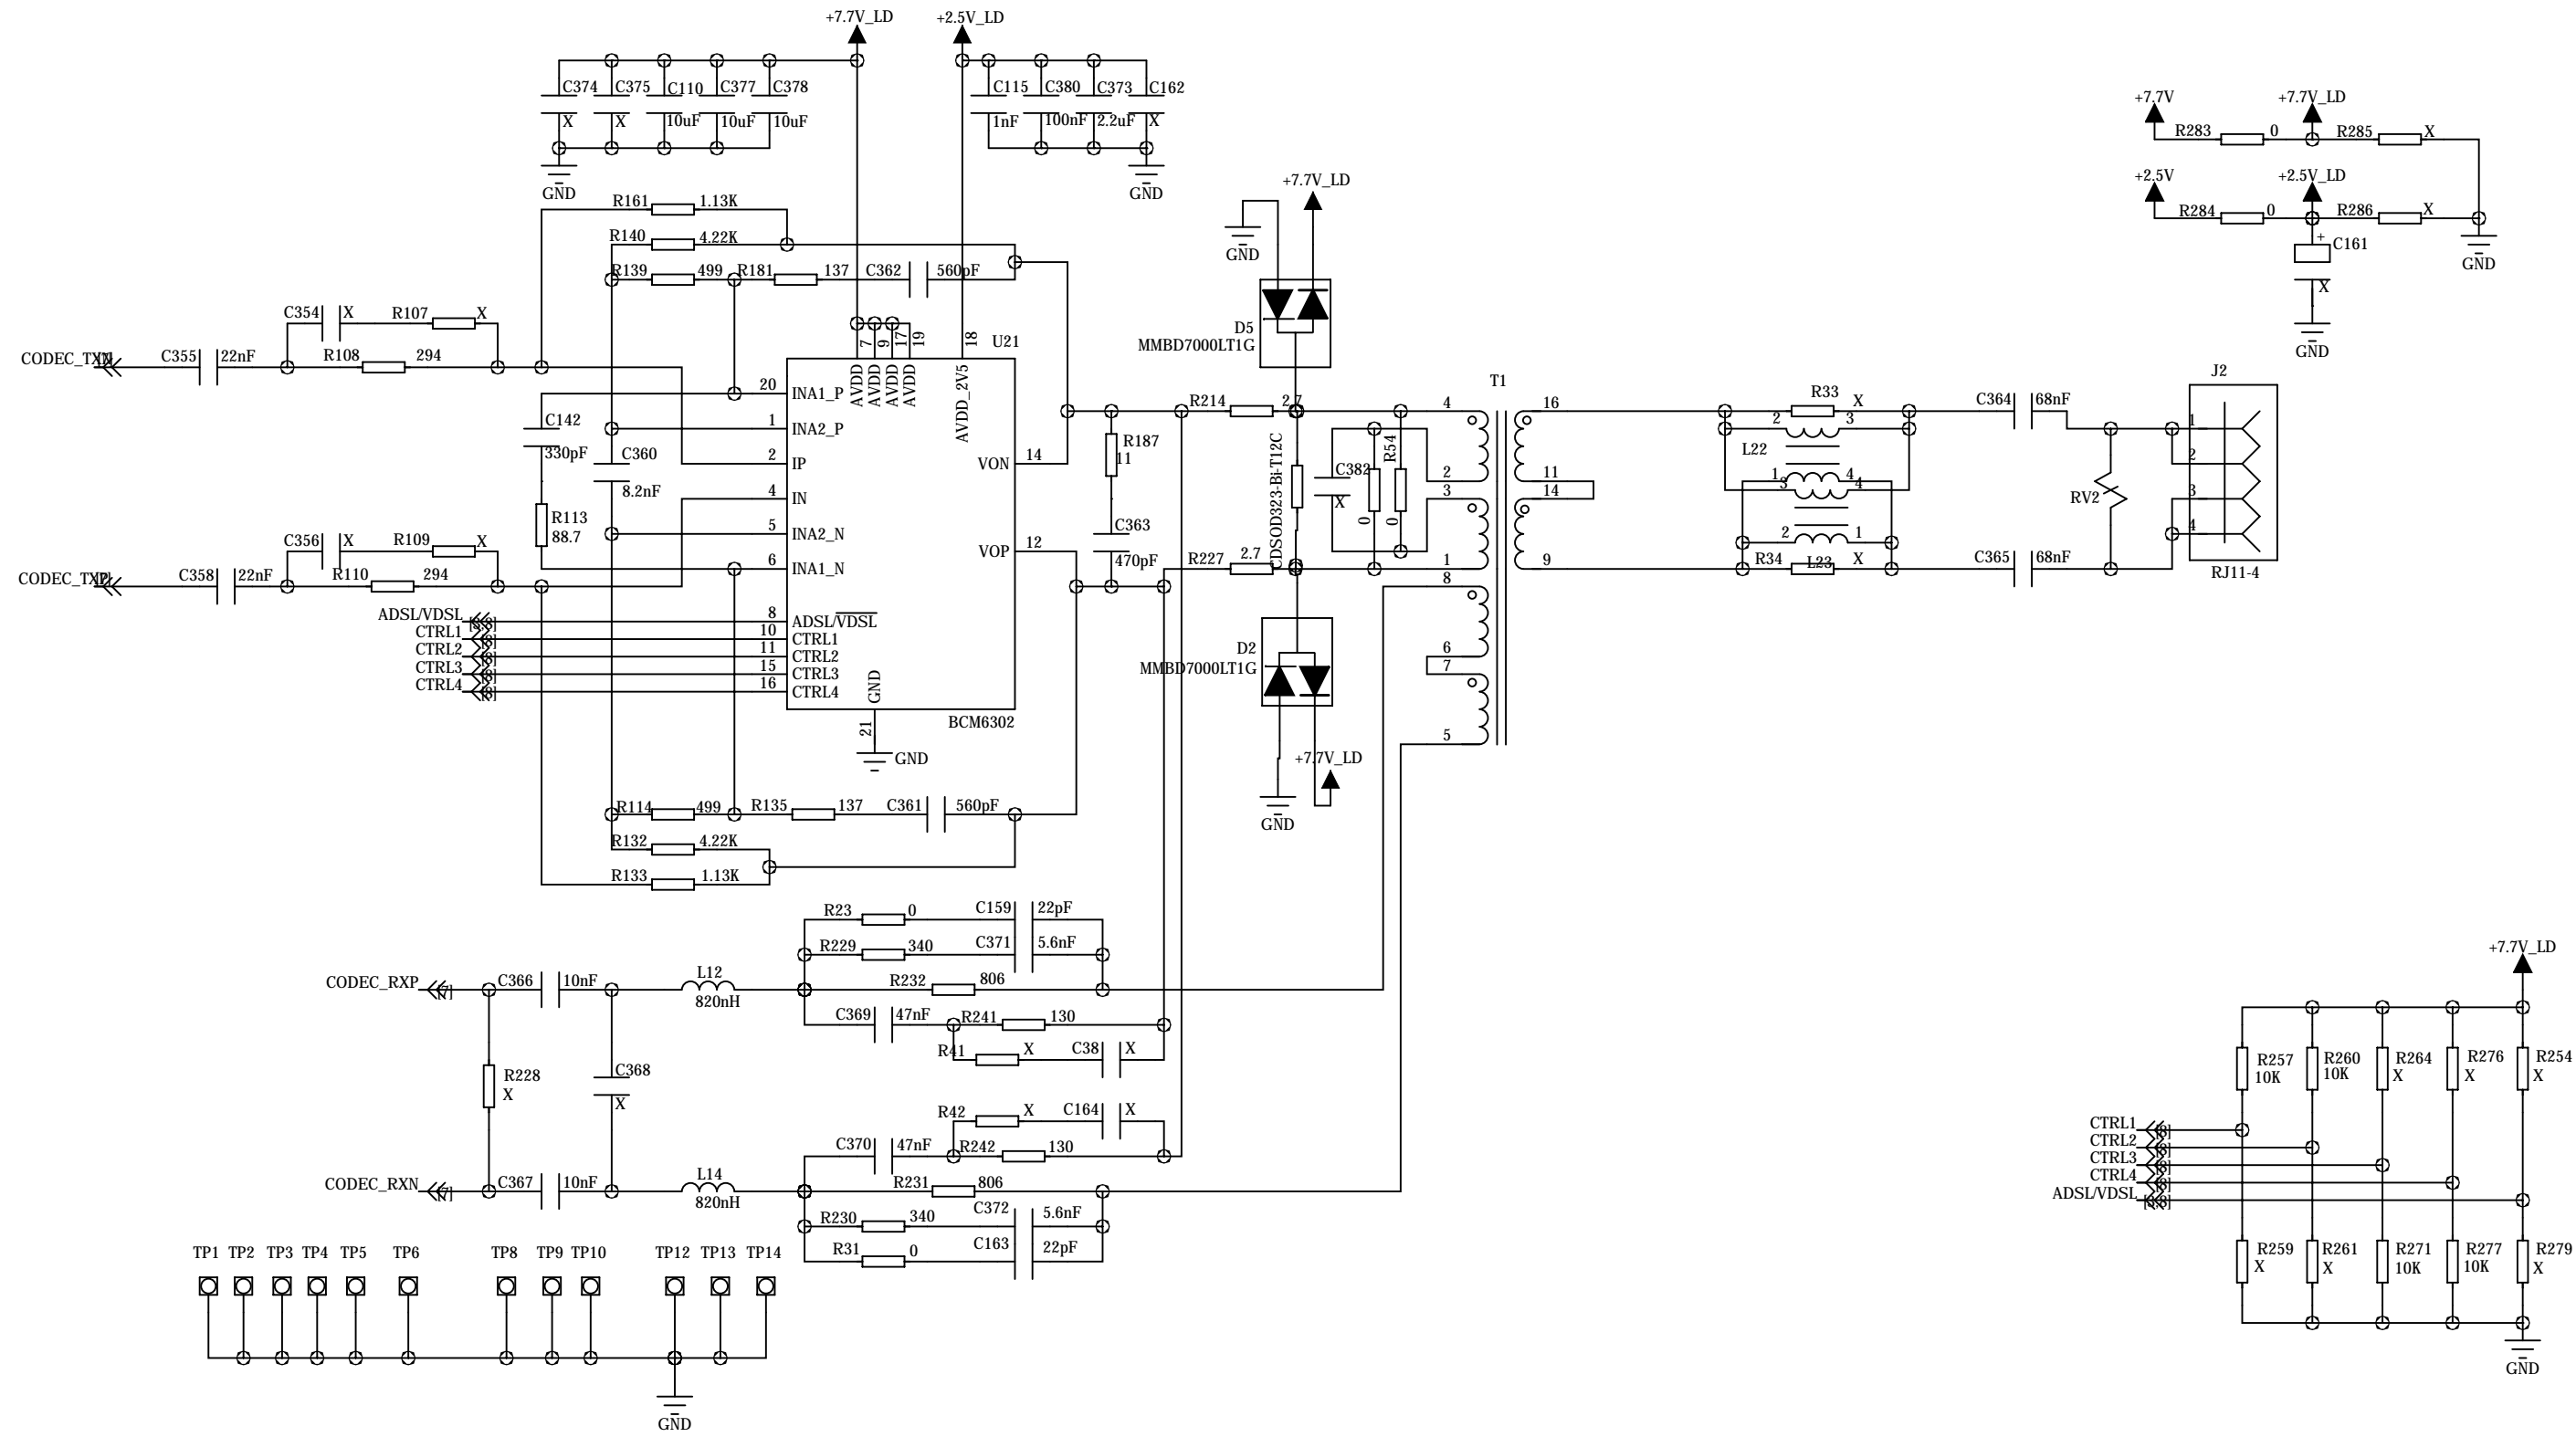 +7.7V_LD
+2.5V_LD
C374
X
C375
X
C110
10uF
C377
10uF
C378
10uF
GND
C115
1nF
C380
100nF
C373
2.2uF
C162
X
GND
R161
1.13K
R140
4.22K
R139
499
R181
137
C362
560pF
CODEC_TXN
C355
22nF
C354
X
R107
X
R108
294
CODEC_TXP
C358
22nF
C356
X
R109
X
R110
294
C142
330pF
R113
88.7
C360
8.2nF
U21
7
9
17
19
18
AVDD
AVDD
AVDD
AVDD
AVDD_2V5
20
INA1_P
1
INA2_P
2
IP
4
IN
5
INA2_N
6
INA1_N
VON
14
VOP
12
ADSL/VDSL
8
ADSL/VDSL
CTRL1
10
CTRL1
CTRL2
11
CTRL2
CTRL3
15
CTRL3
CTRL4
16
CTRL4
GND
21
GND
BCM6302
R114
499
R135
137
C361
560pF
R132
4.22K
R133
1.13K
R187
11
C363
470pF
+7.7V_LD
GND
D5
MMBD7000LT1G
R214
2.7
R227
2.7
CDSOD323-Bi-T12C
C382
X
0
R54
0
D2
MMBD7000LT1G
+7.7V_LD
GND
T1
4
2
3
1
8
6
7
5
16
11
14
9
R33
X
2
3
L22
1
4
3
4
2
1
R34
L23
X
C364
68nF
C365
68nF
RV2
J2
1
2
3
4
RJ11-4
+7.7V
+7.7V_LD
R283
0
R285
X
+2.5V
+2.5V_LD
R284
0
R286
X
+
C161
X
GND
GND
R23
0
C159
22pF
R229
340
C371
5.6nF
CODEC_RXP
[7]
C366
10nF
L12
820nH
R232
806
C369
47nF
R241
130
R41
X
C38
X
R228
X
C368
X
R42
X
C164
X
C370
47nF
R242
130
CODEC_RXN
[7]
C367
10nF
L14
820nH
R231
806
R230
340
C372
5.6nF
R31
0
C163
22pF
TP1
TP2
TP3
TP4
TP5
TP6
TP8
TP9
TP10
TP12
TP13
TP14
GND
+7.7V_LD
R257
10K
R260
10K
R264
X
R276
X
R254
X
CTRL1
CTRL2
CTRL3
CTRL4
ADSL/VDSL
R259
X
R261
X
R271
10K
R277
10K
R279
X
GND